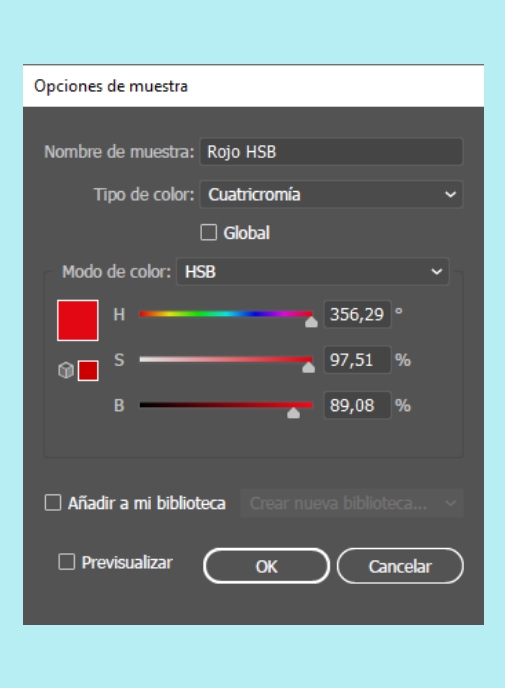 Opciones de muestra
Nombre de muestra: Rojo HSB
Tipo de color: Cuatricromía
Global
Modo de color: HSB
H 356,29 °
S 97,51 %
B 89,08 %
Añadir a mi biblioteca Crear nueva biblioteca...
Previsualizar OK Cancelar